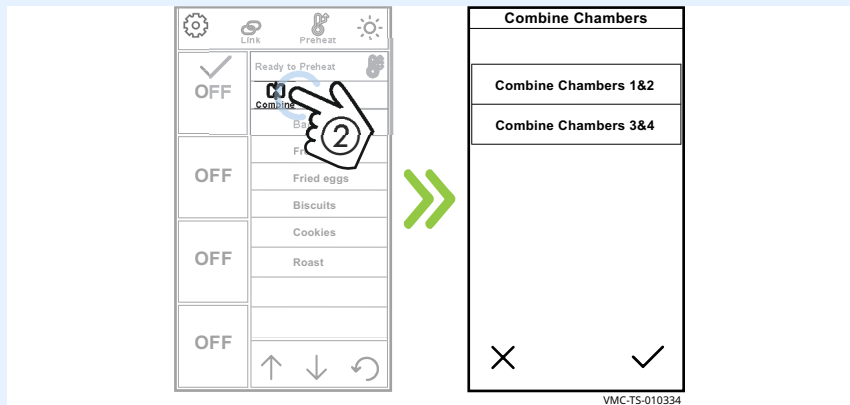 Link
Preheat
Ready to Preheat
OFF
Combine
2
OFF
Fried eggs
Biscuits
Cookies
OFF
Roast
OFF
Combine Chambers
Combine Chambers 1&2
Combine Chambers 3&4
VMC-TS-010334